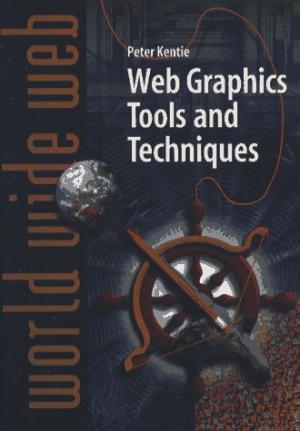 Peter Kentie
Web Graphics
Tools and
Techniques
world wide web